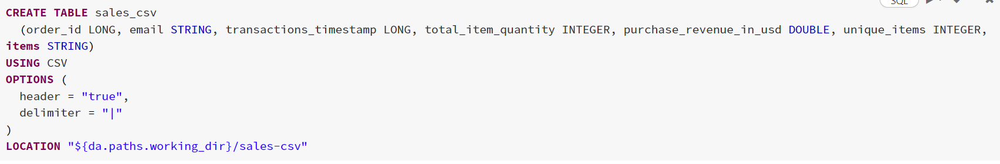 SQL
CREATE TABLE sales_csv
(order_id LONG, email STRING, transactions_timestamp LONG, total_item_quantity INTEGER, purchase_revenue_in_usd DOUBLE, unique_items INTEGER,
items STRING)
USING CSV
OPTIONS (
header = "true",
delimiter = "|"
)
LOCATION "${da.paths.working_dir}/sales-csv"